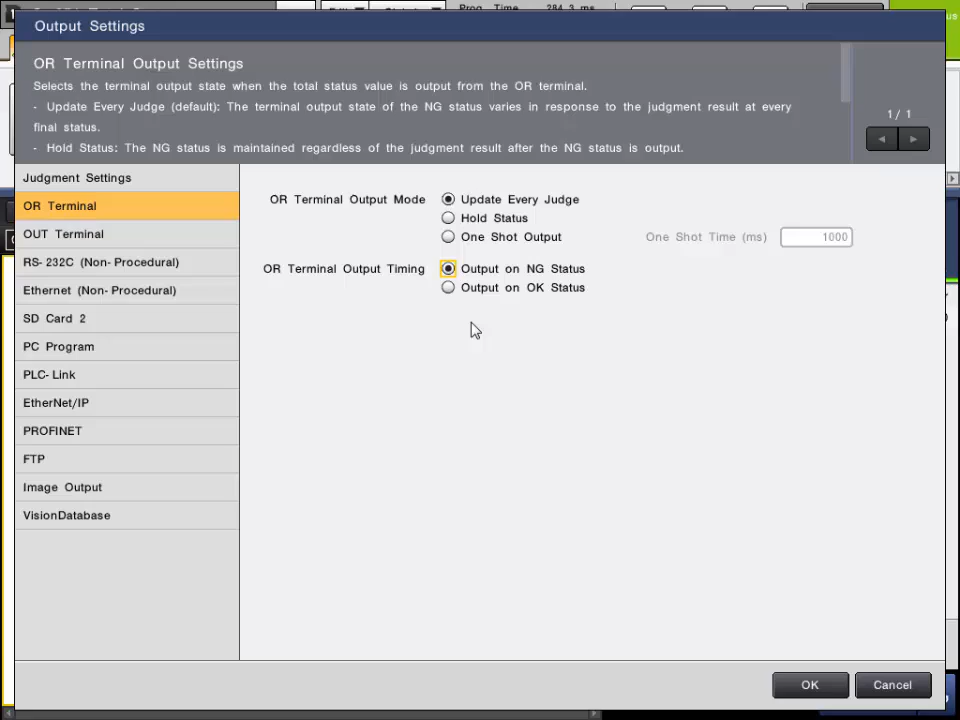 Output Settings
OR Terminal Output Settings
Selects the terminal output state when the total status value is output from the OR terminal.
- Update Every Judge (default): The terminal output state of the NG status varies in response to the judgment result at every
final status.
- Hold Status: The NG status is maintained regardless of the judgment result after the NG status is output.
1/ 1
Judgment Settings
OR Terminal
OUT Terminal
RS-232C (Non-Procedural)
Ethernet (Non-Procedural)
SD Card 2
PC Program
PLC-Link
EtherNet/IP
PROFINET
FTP
Image Output
VisionDatabase
OR Terminal Output Mode
Update Every Judge
Hold Status
One Shot Output
One Shot Time (ms)
1000
OR Terminal Output Timing
Output on NG Status
Output on OK Status
OK
Cancel